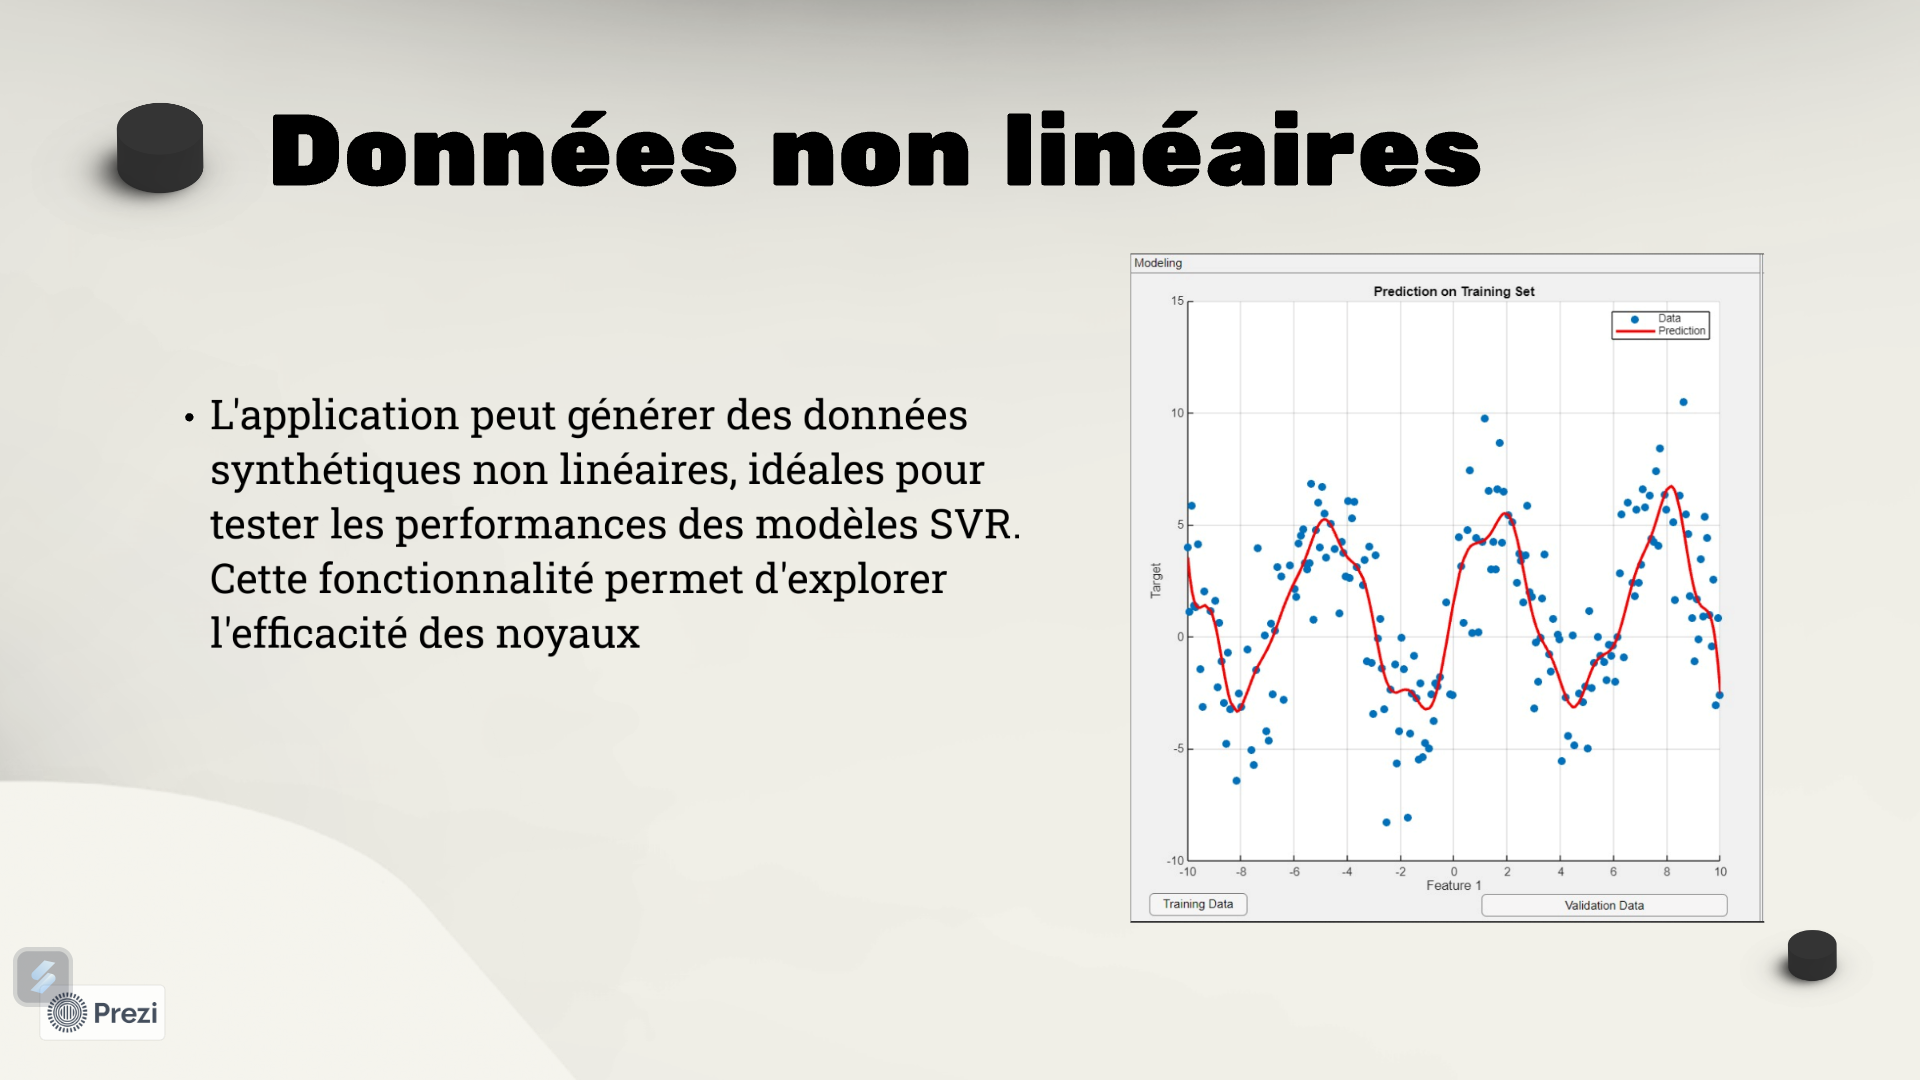 Données non linéaires
• L'application peut générer des données
synthétiques non linéaires, idéales pour
tester les performances des modèles SVR.
Cette fonctionnalité permet d'explorer
l'efficacité des noyaux
Modeling
Prediction on Training Set
Data
Prediction
15
10
5
0
-5
-10
Target
-10 -8 -6 -4 -2 0 2 4 6 8 10
Feature 1
Training Data
Validation Data
Prezi